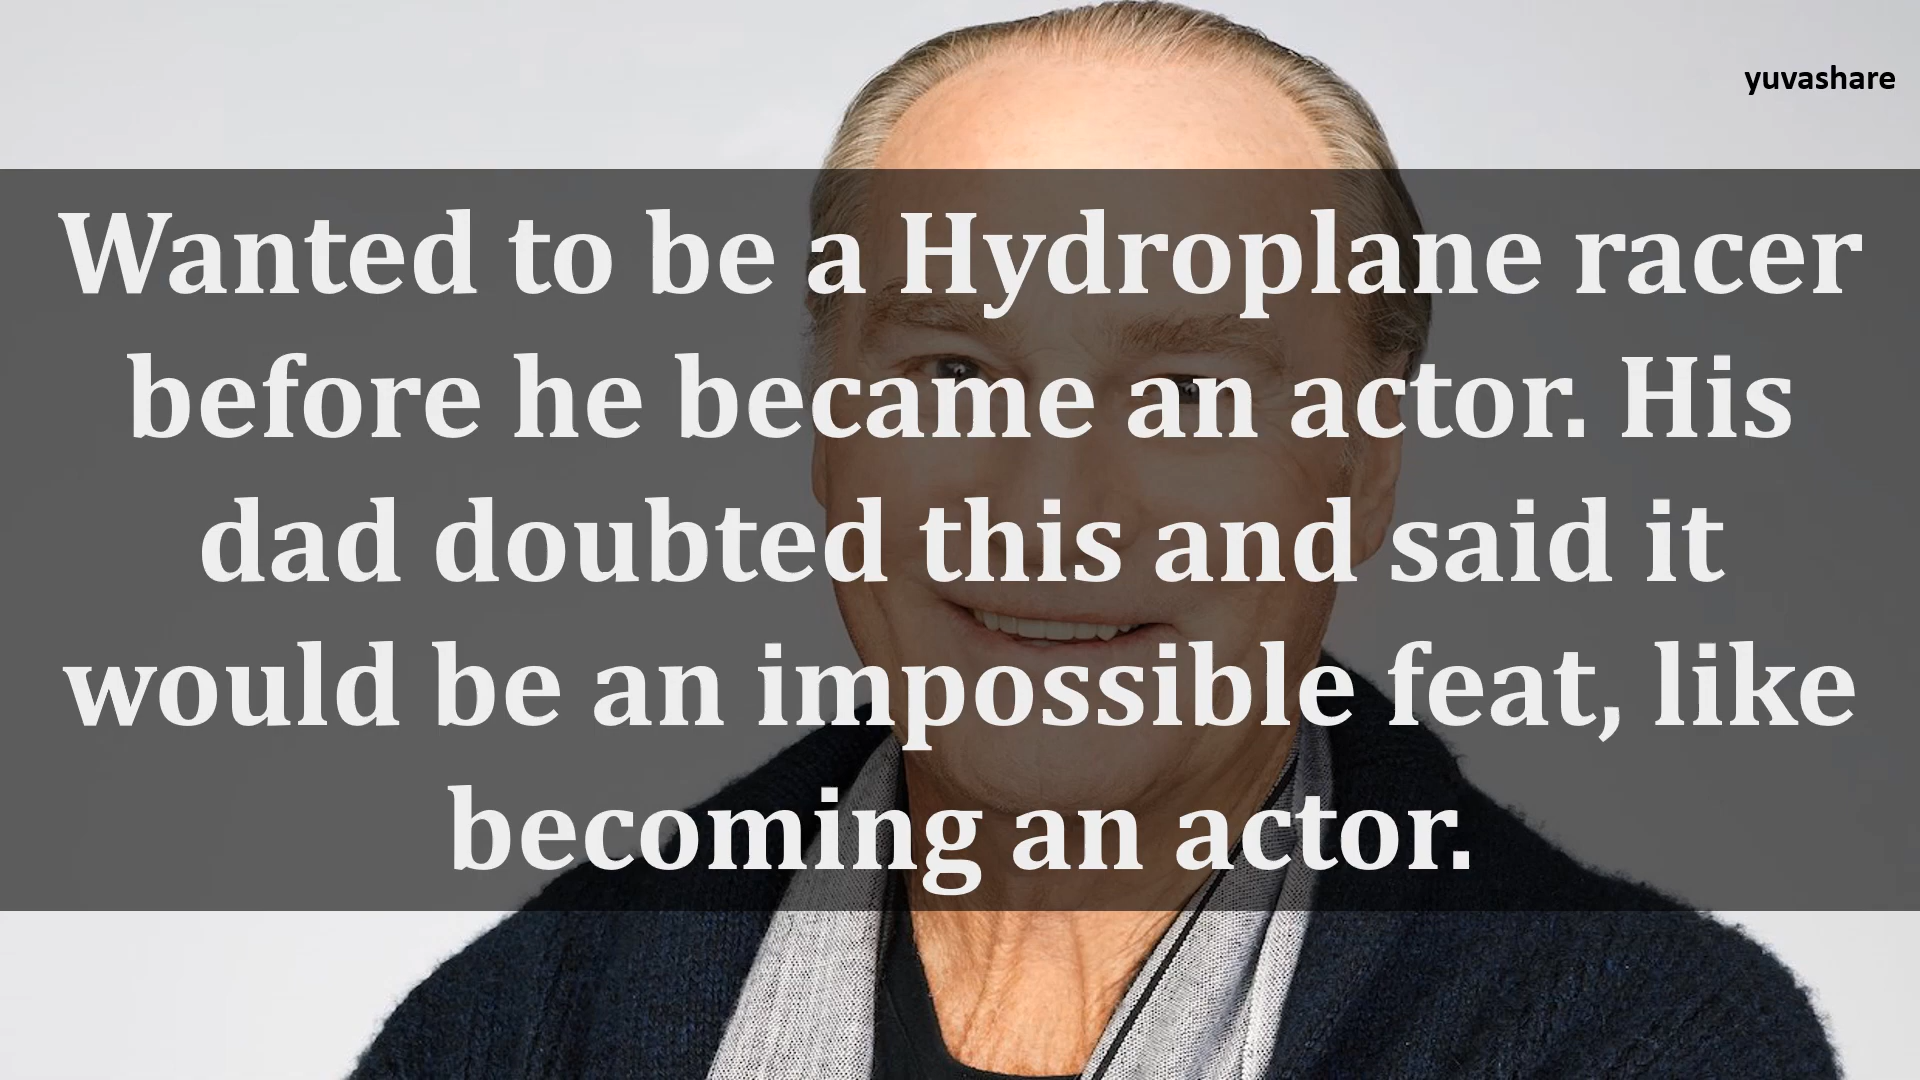 yuvashare
Wanted to be a Hydroplane racer
before he became an actor. His
dad doubted this and said it
would be an impossible feat, like
becoming an actor.